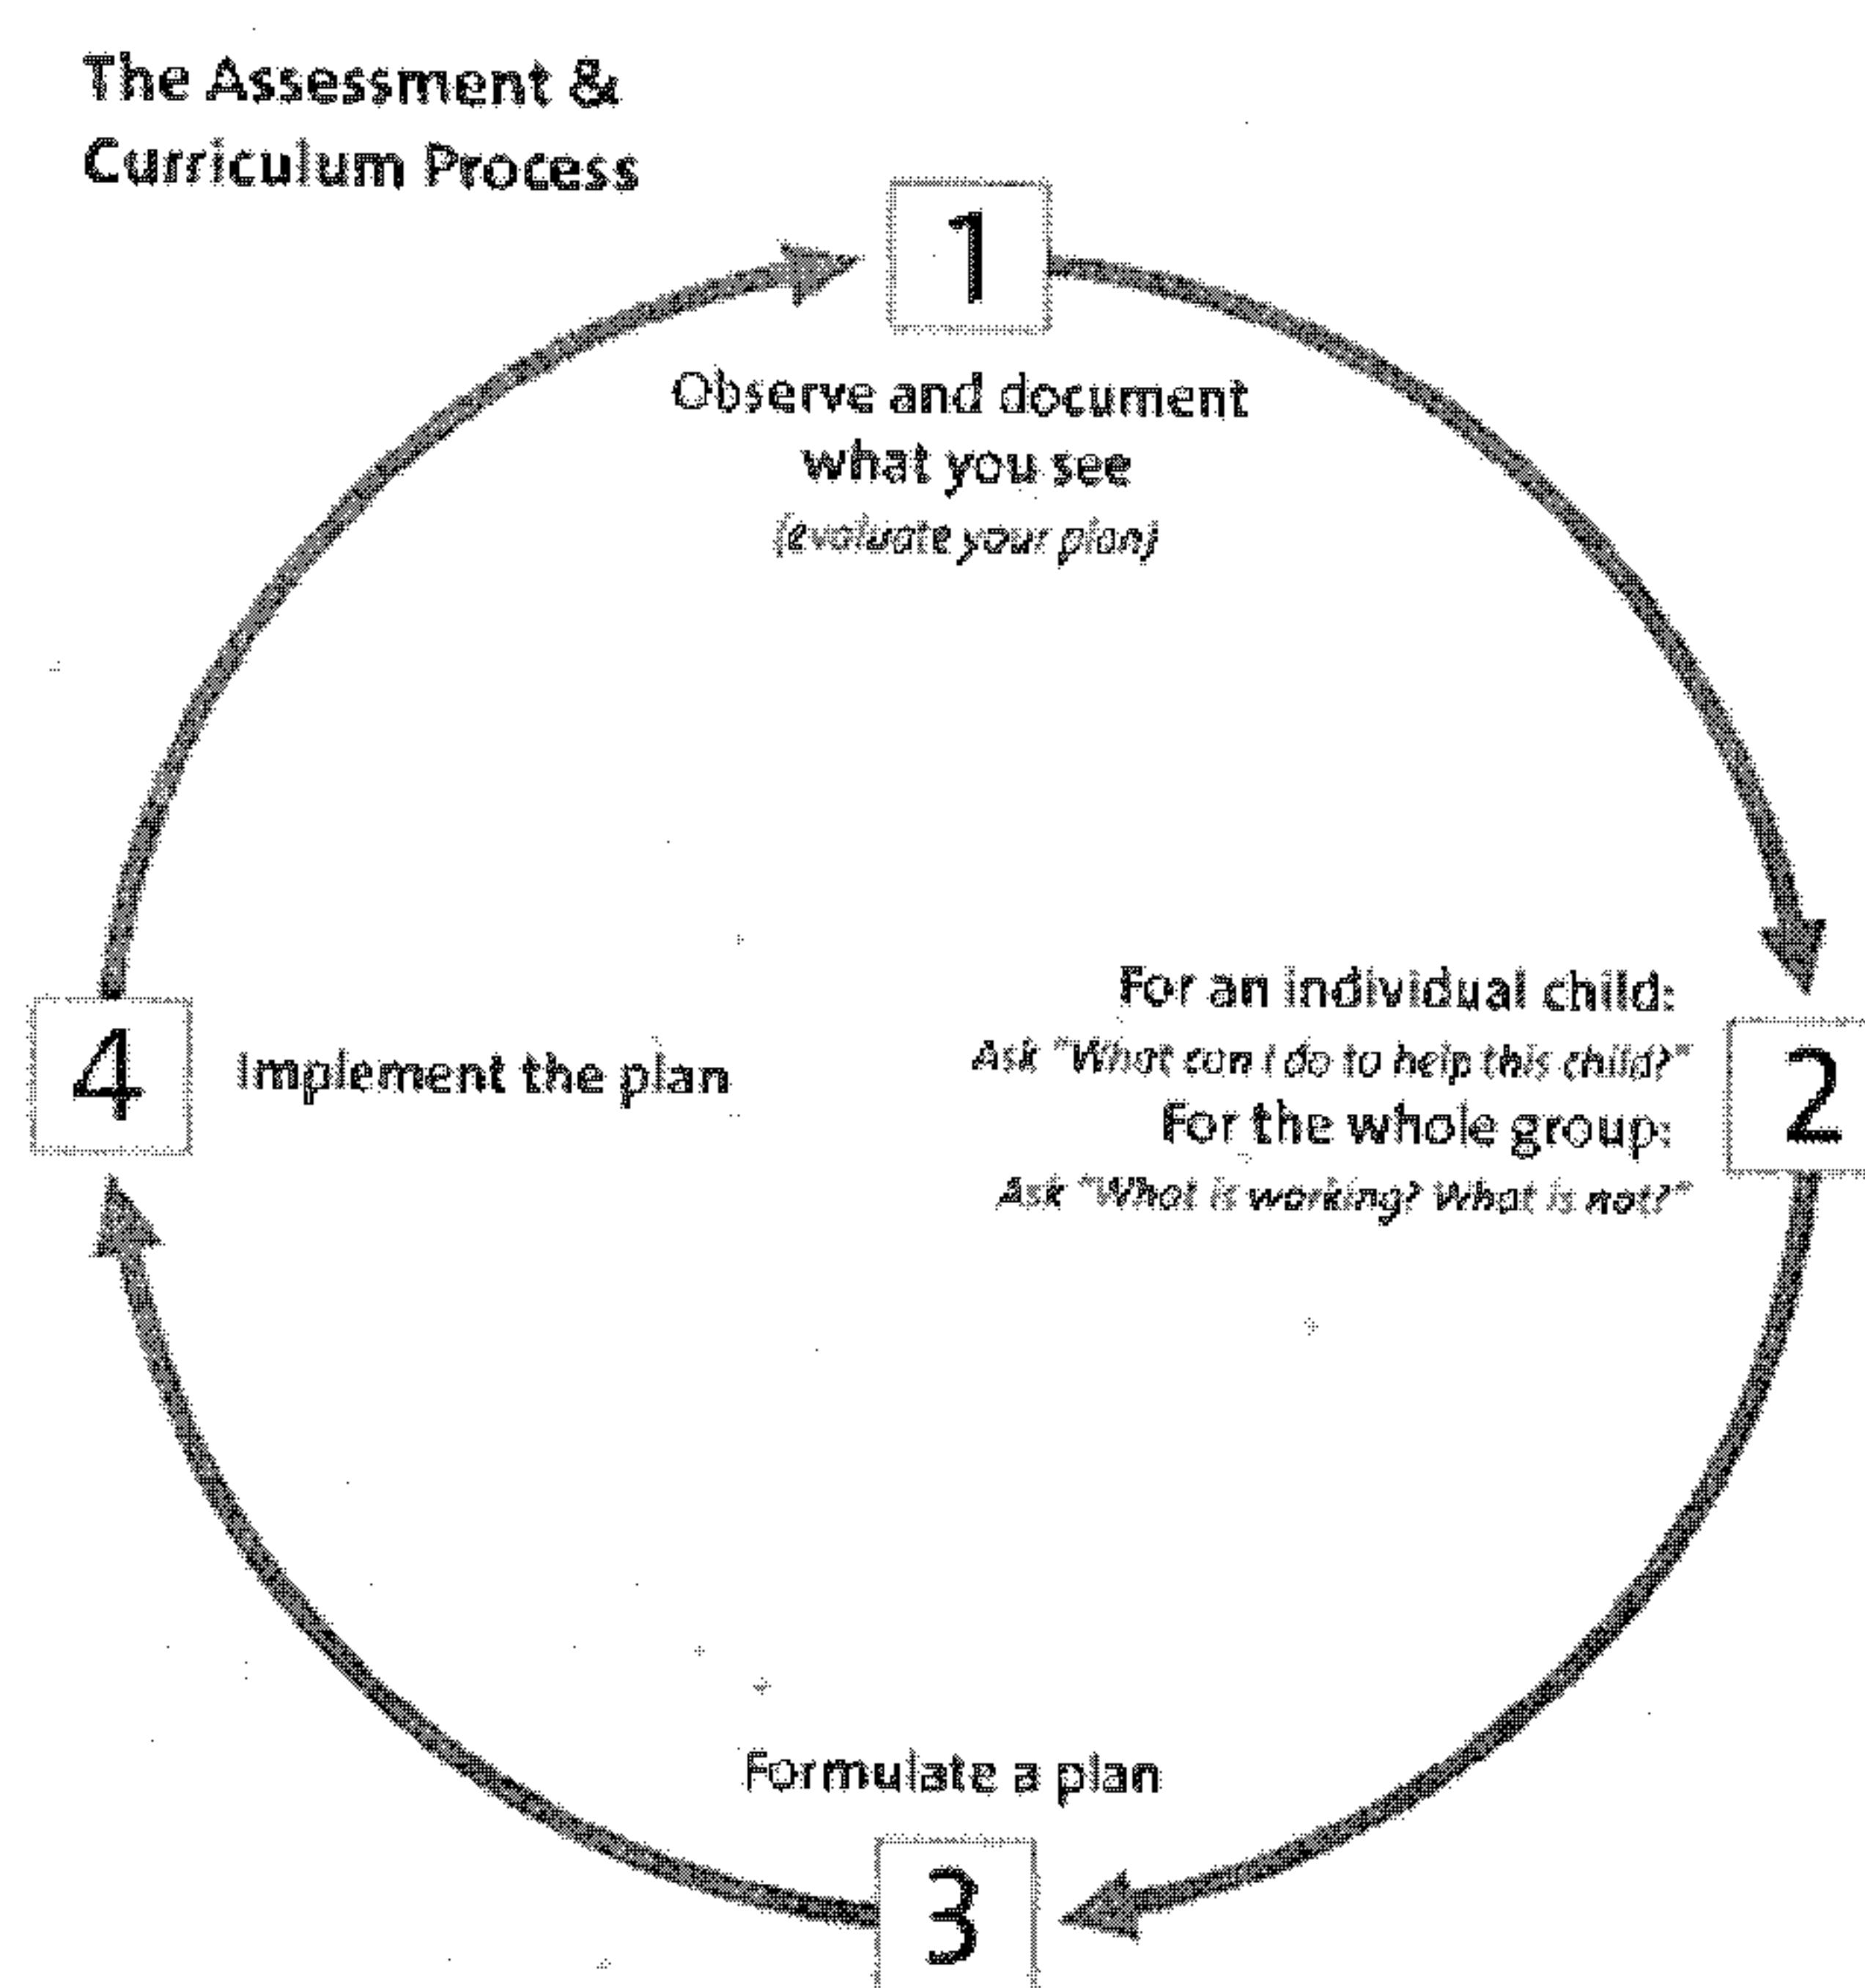 The Assessment &
Curriculum Process
1
Observe and document
what you see
(evaluate your plan)
For an individual child:
Ask "What can I do to help this child?"
For the whole group:
Ask "What is working? What is not?"
2
Formulate a plan
3
4
Implement the plan